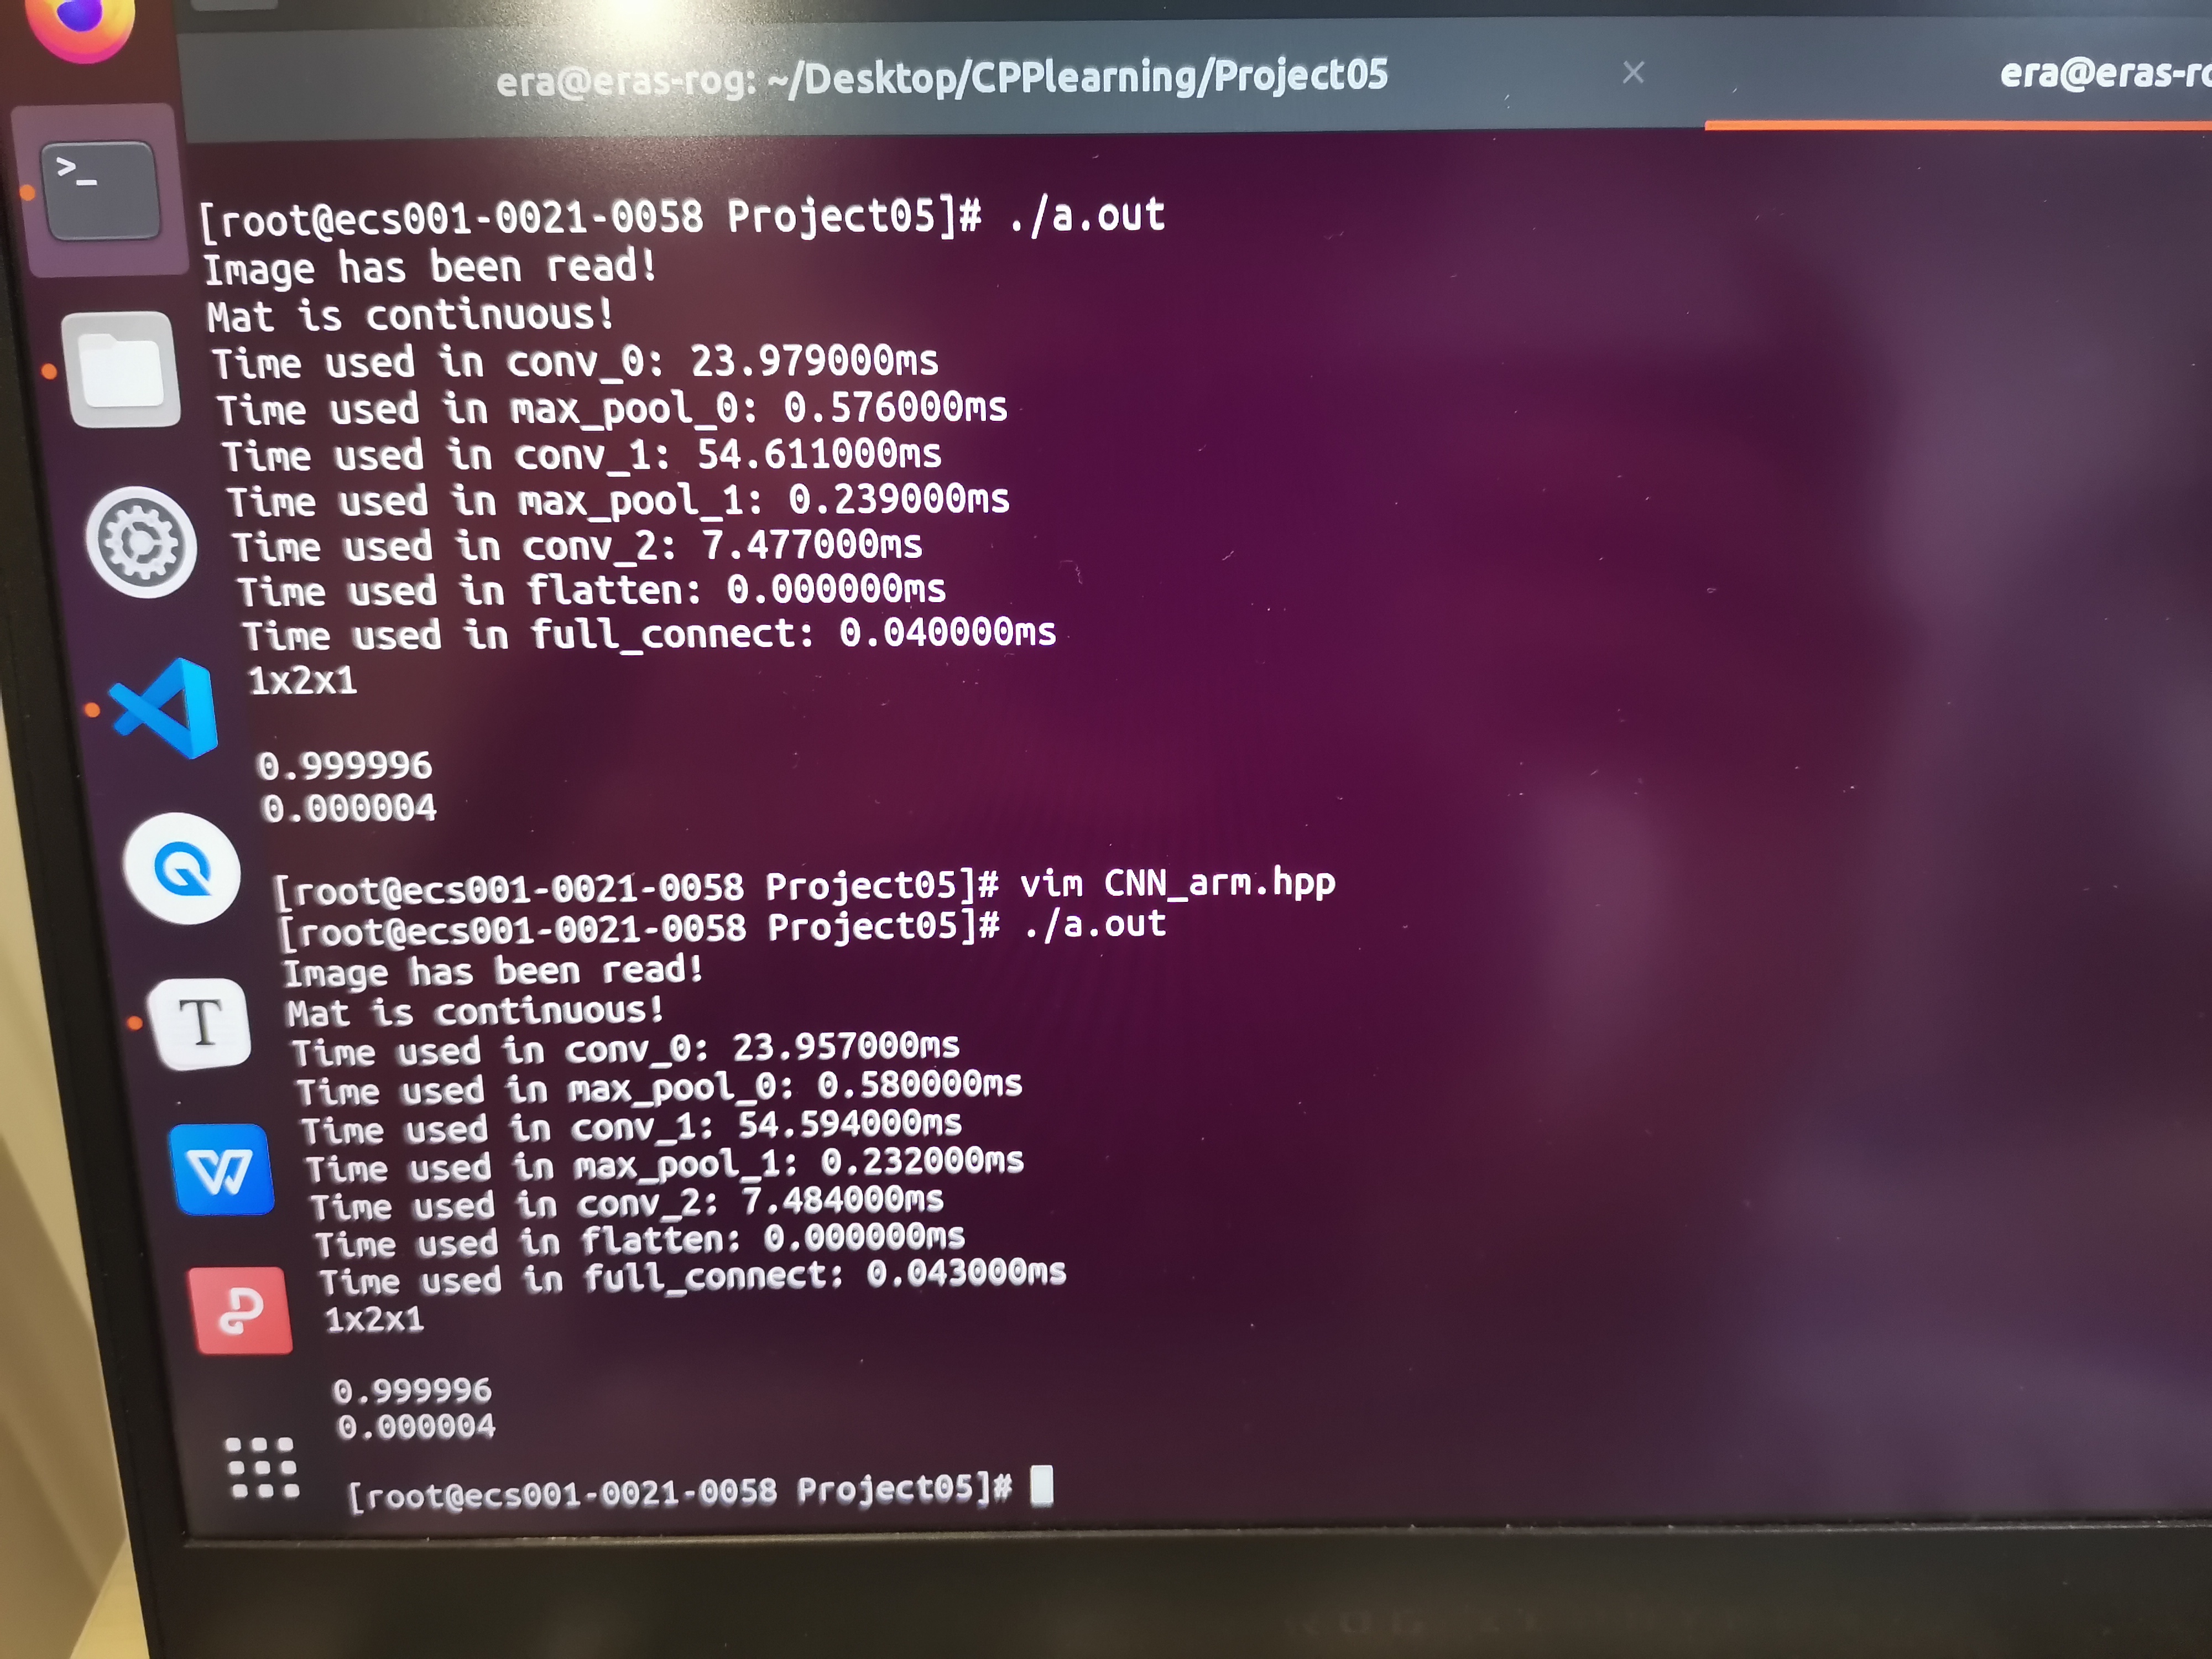 era@eras-rog: ~/Desktop/CPPlearning/Project05
era@eras-
[root@ecs001-0021-0058 Project05]# ./a.out
Image has been read!
Mat is continuous!
Time used in conv_0: 23.979000ms
Time used in max_pool_0: 0.576000ms
Time used in conv_1: 54.611000ms
Time used in max_pool_1: 0.239000ms
Time used in conv_2: 7.477000ms
Time used in flatten: 0.000000ms
Time used in full_connect: 0.040000ms
1x2x1
0.999996
0.000004
[root@ecs001-0021-0058 Project05]# vim CNN_arm.hpp
[root@ecs001-0021-0058 Project05]# ./a.out
Image has been read!
Mat is continuous!
Time used in conv_0: 23.957000ms
Time used in max_pool_0: 0.580000ms
Time used in conv_1: 54.594000ms
Time used in max_pool_1: 0.232000ms
Time used in conv_2: 7.484000ms
Time used in flatten: 0.000000ms
Time used in full_connect: 0.043000ms
1x2x1
0.999996
0.000004
[root@ecs001-0021-0058 Project05]#